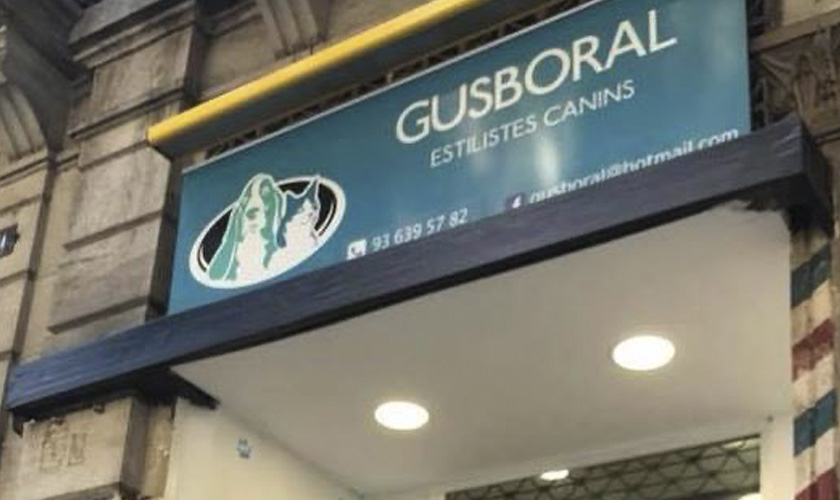 GUSBORAL
ESTILISTES CANINS
93 639 57 82
gusboral@hotmail.com